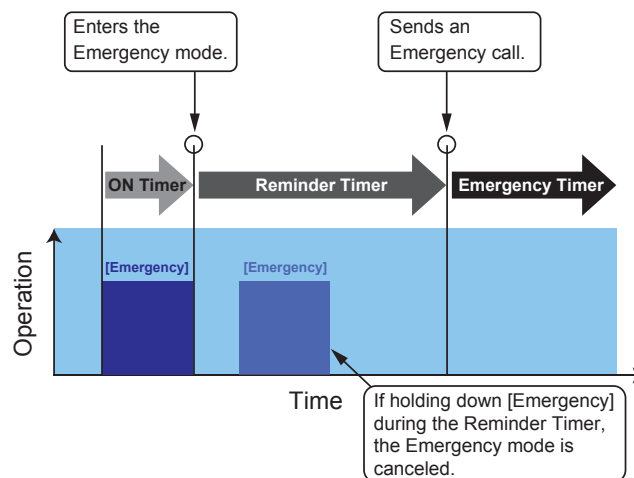 Enters the
Emergency mode.
Sends an
Emergency call.
ON Timer
Reminder Timer
Emergency Timer
[Emergency]
[Emergency]
Operation
Time
If holding down [Emergency]
during the Reminder Timer,
the Emergency mode is
canceled.